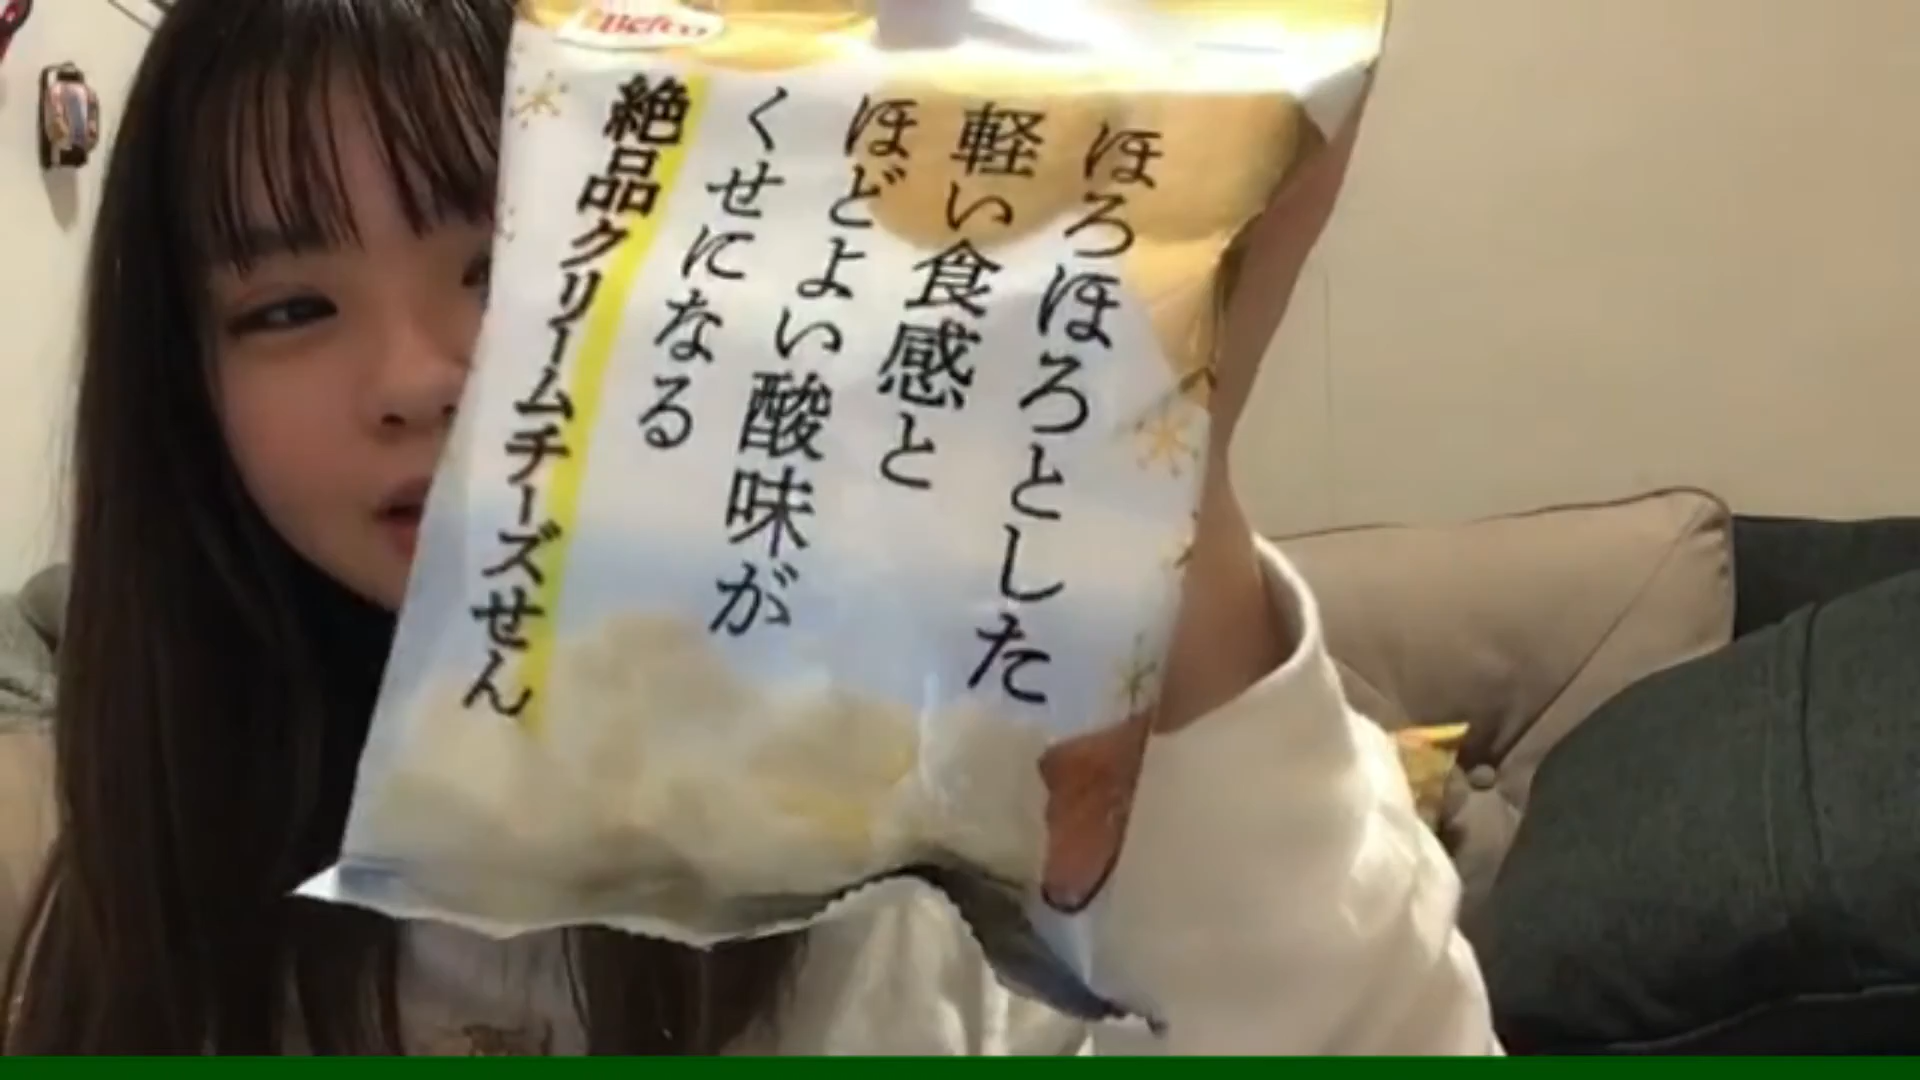 Befco
ほろほろとした
軽い食感と
ほどよい酸味が
くせになる
絶品クリームチーズせん